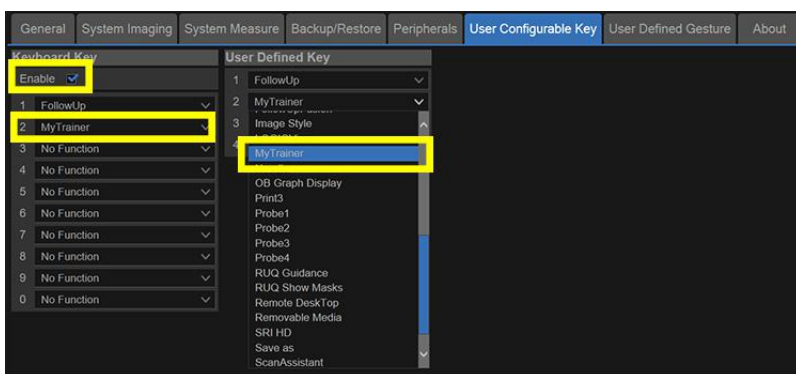 General System Imaging System Measure Backup/Restore Peripherals User Configurable Key User Defined Gesture About
Keyboard Key
Enable
1 FollowUp
2 MyTrainer
3 No Function
4 No Function
5 No Function
6 No Function
7 No Function
8 No Function
9 No Function
0 No Function
User Defined Key
1 FollowUp
2 MyTrainer
3 Image Style
4
MyTrainer
OB Graph Display
Print3
Probe1
Probe2
Probe3
Probe4
RUQ Guidance
RUQ Show Masks
Remote DeskTop
Removable Media
SRI HD
Save as
ScanAssistant